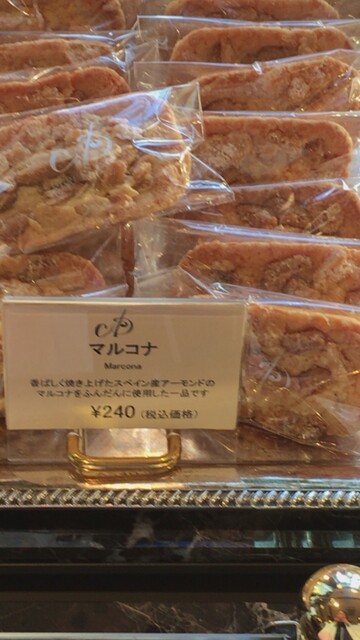 マルコナ
Marcona
香ばしく焼き上げたスペイン産アーモンドの
マルコナをふんだんに使用した一品です
¥240(税込価格)